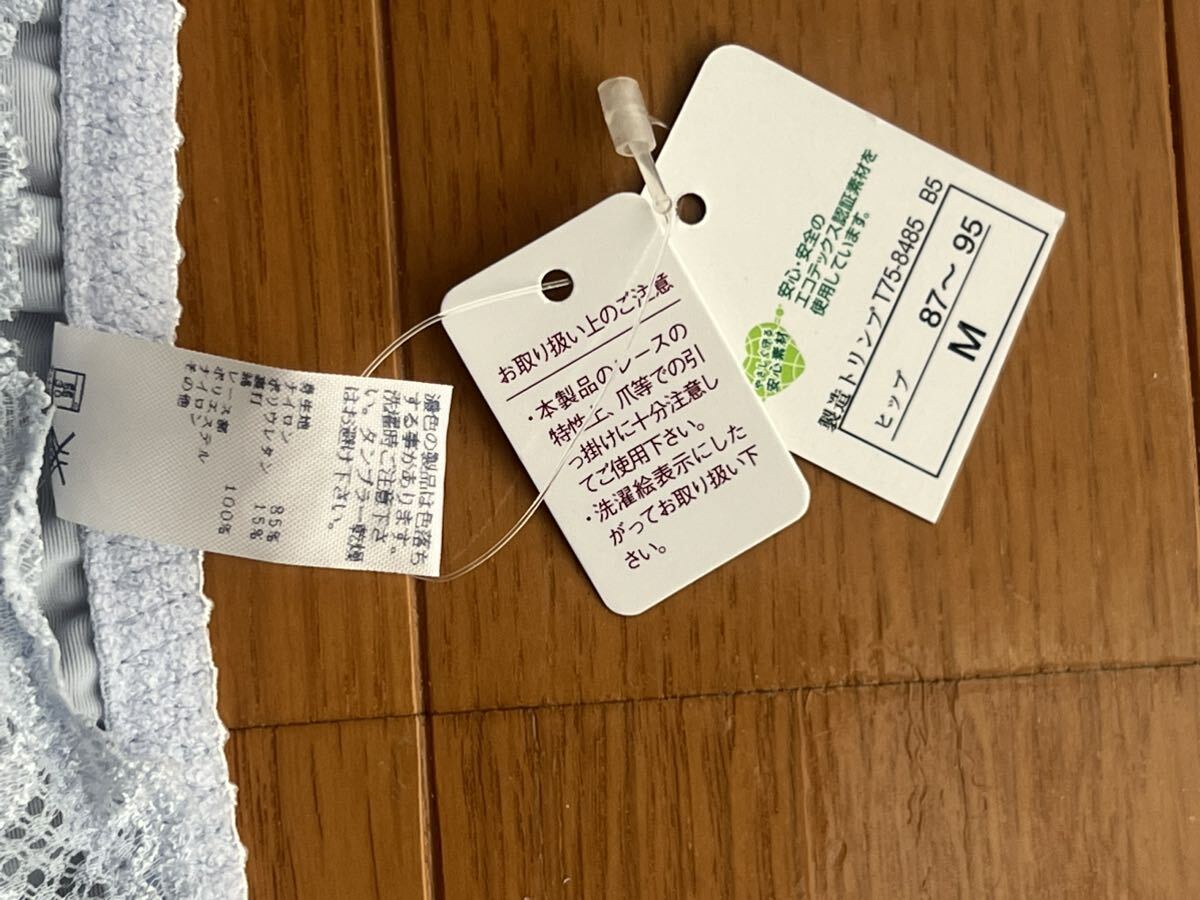 お取り扱い上のご注意
・本製品のレースの
特性上、爪等での引
っ掛けに十分注意し
てご使用下さい。
・洗濯絵表示にした
がってお取り扱い下
さい。
安心・安全の
エコテックス認証素材を
使用しています。
安心素材
製造 トリンプ T75-8485 B5
ヒップ 87〜95
M
濃色の製品は色落ち
する事があります。
洗濯時にご注意下さ
い。タンブラー乾燥
はお避け下さい。
身生地
ナイロン 85%
ポリウレタン 15%
綿 100%
レース部
ポリエステル
ナイロン
その他